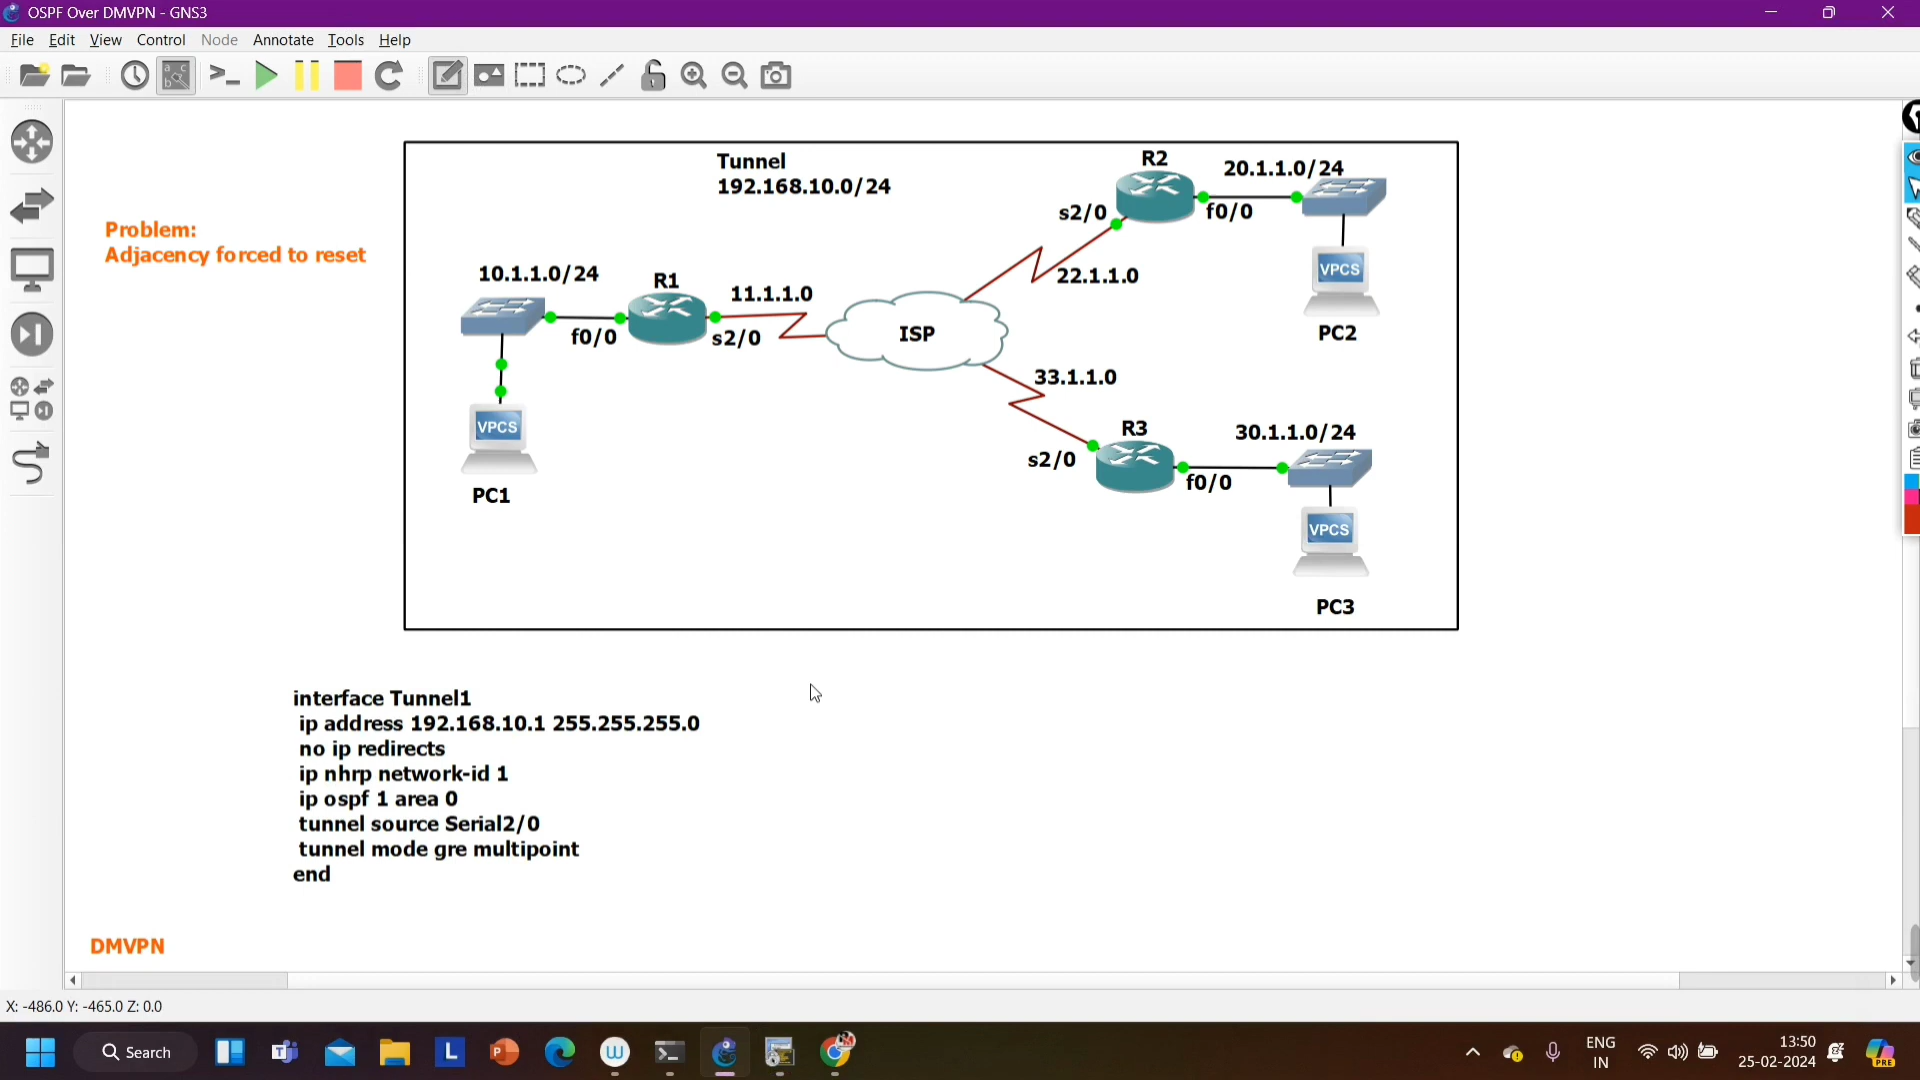 OSPF Over DMVPN - GNS3
File Edit View Control Node Annotate Tools Help
Problem:
Adjacency forced to reset
Tunnel
192.168.10.0/24
R2
20.1.1.0/24
s2/0
f0/0
22.1.1.0
VPCS
PC2
10.1.1.0/24
R1
11.1.1.0
f0/0
s2/0
ISP
VPCS
PC1
33.1.1.0
R3
30.1.1.0/24
s2/0
f0/0
VPCS
PC3
interface Tunnel1
ip address 192.168.10.1 255.255.255.0
no ip redirects
ip nhrp network-id 1
ip ospf 1 area 0
tunnel source Serial2/0
tunnel mode gre multipoint
end
DMVPN
X: -486.0 Y: -465.0 Z: 0.0
Search
ENG
IN
13:50
25-02-2024